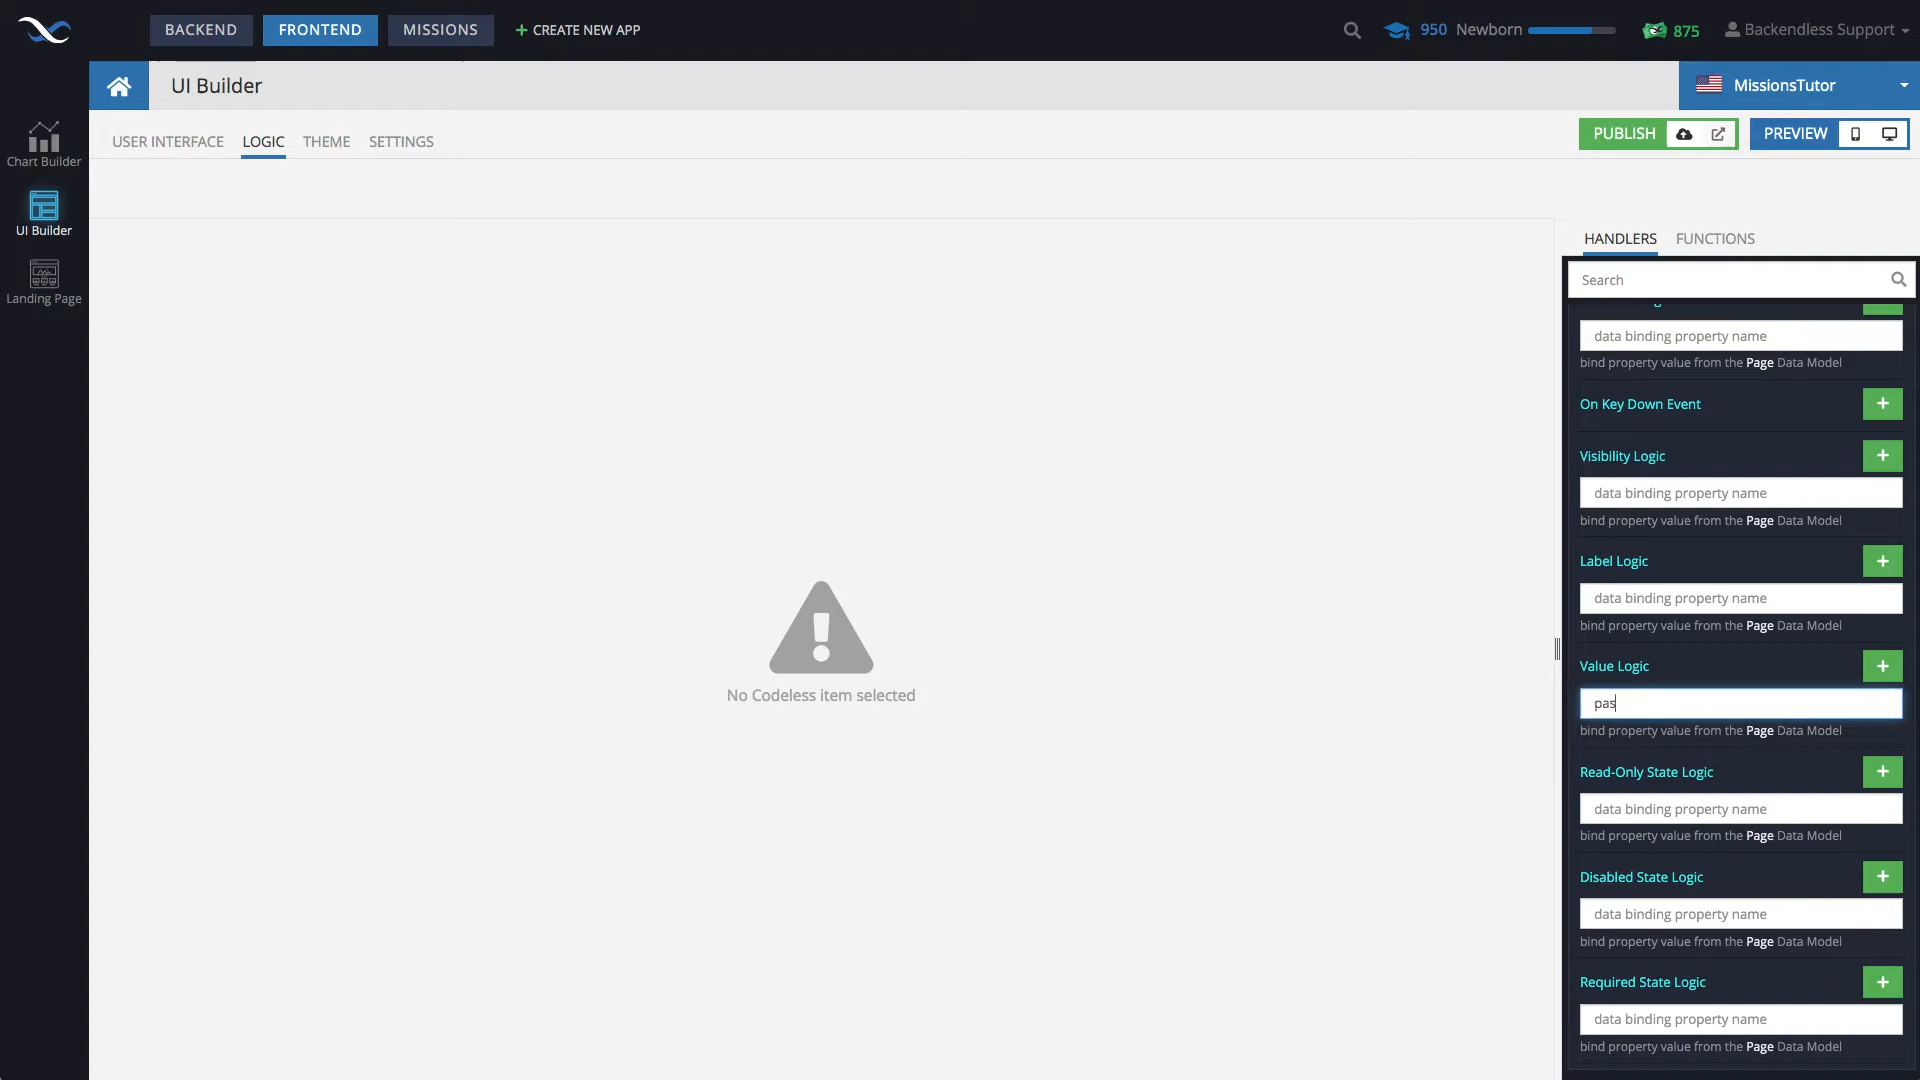 BACKEND FRONTEND MISSIONS + CREATE NEW APP 950 Newborn 875 Backendless Support
UI Builder MissionsTutor
USER INTERFACE LOGIC THEME SETTINGS PUBLISH PREVIEW
Chart Builder
UI Builder
Landing Page
HANDLERS FUNCTIONS
Search
data binding property name
bind property value from the Page Data Model
On Key Down Event
Visibility Logic
data binding property name
bind property value from the Page Data Model
Label Logic
data binding property name
bind property value from the Page Data Model
Value Logic
pas
bind property value from the Page Data Model
Read-Only State Logic
data binding property name
bind property value from the Page Data Model
Disabled State Logic
data binding property name
bind property value from the Page Data Model
Required State Logic
data binding property name
bind property value from the Page Data Model
No Codeless item selected